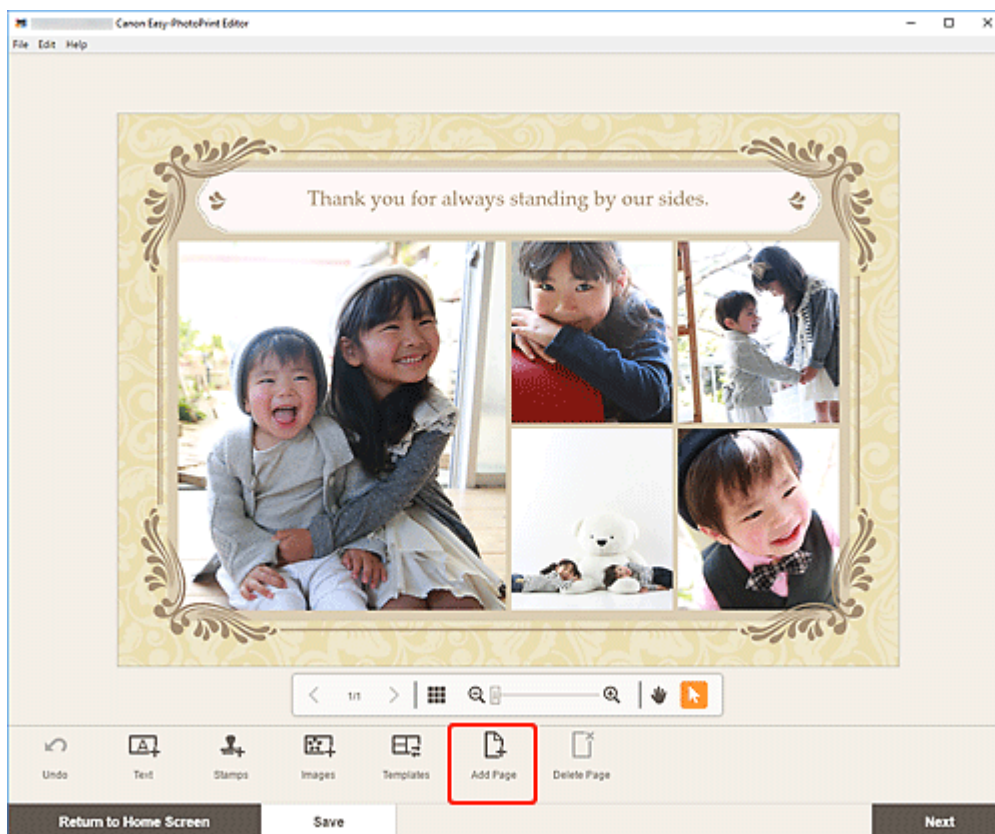 Canon Easy-PhotoPrint Editor
File Edit Help
Thank you for always standing by our sides.
1/1
Undo Text Stamps Images Templates Add Page Delete Page
Return to Home Screen Save Next